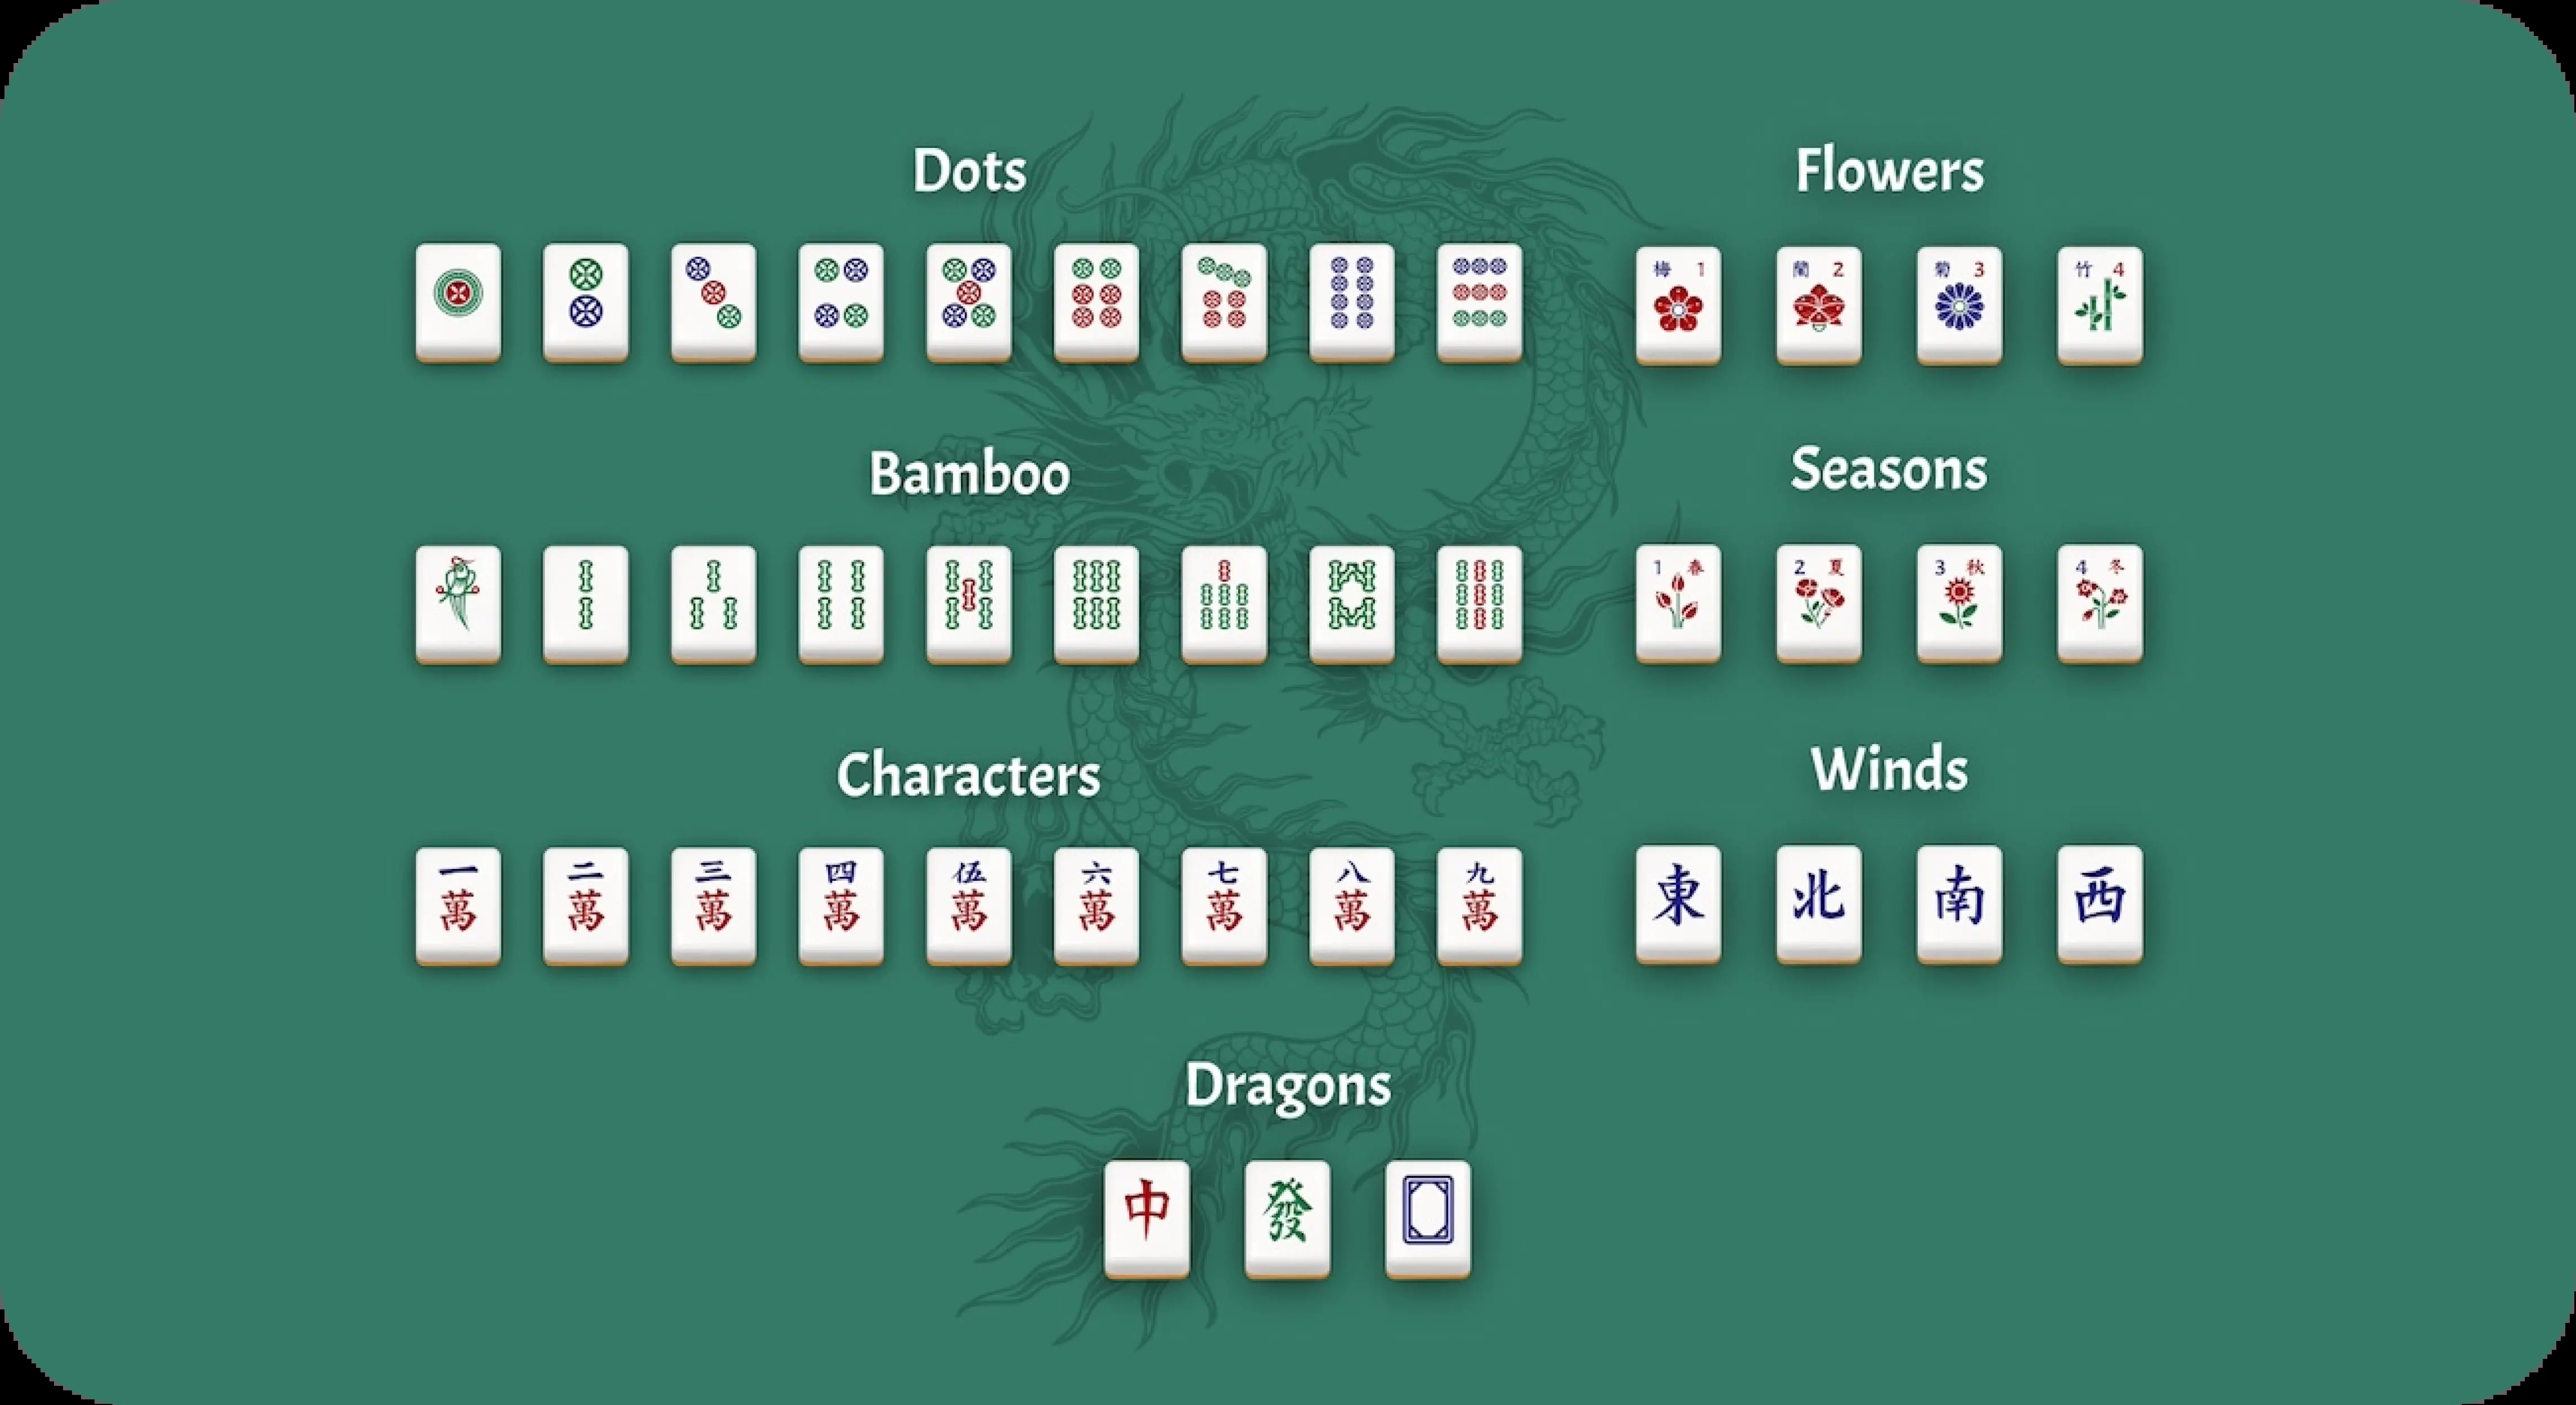 Dots
Flowers
梅 1
蘭 2
菊 3
竹 4
Bamboo
Seasons
1 春
2 夏
3 秋
4 冬
Characters
一萬
二萬
三萬
四萬
伍萬
六萬
七萬
八萬
九萬
Winds
東
北
南
西
Dragons
中
發